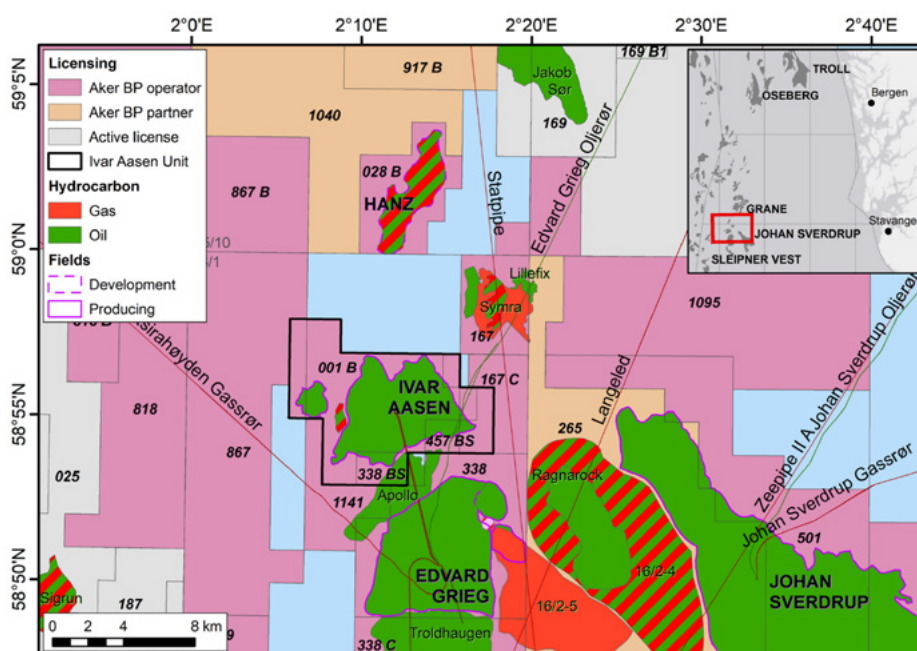 2°0'E
2°10'E
2°20'E
2°30'E
2°40'E
59°5'N
59°0'N
58°55'N
58°50'N
Licensing
Aker BP operator
Aker BP partner
Active license
Ivar Aasen Unit
Hydrocarbon
Gas
Oil
Fields
Development
Producing
917 B
1040
867 B
028 B
HANZ
Jakob
Sør
169 B1
169
Statpipe
Edvard Grieg Oljerør
TROLL
OSEBERG
Bergen
GRANE
Stavange
JOHAN SVERDRUP
SLEIPNER VEST
Lillefix
Symra
167
1095
001 B
IVAR
AASEN
167 C
457 BS
338 BS
338
Apollo
1141
818
867
025
187
Sigrun
Langeled
265
Ragnarock
16/2-4
16/2-5
Zeepipe II A
Johan Sverdrup Oljerør
Johan Sverdrup Gassrør
501
JOHAN
SVERDRUP
EDVARD
GRIEG
Troldhaugen
338 C
sirahøyden Gassrør
0 2 4 8 km